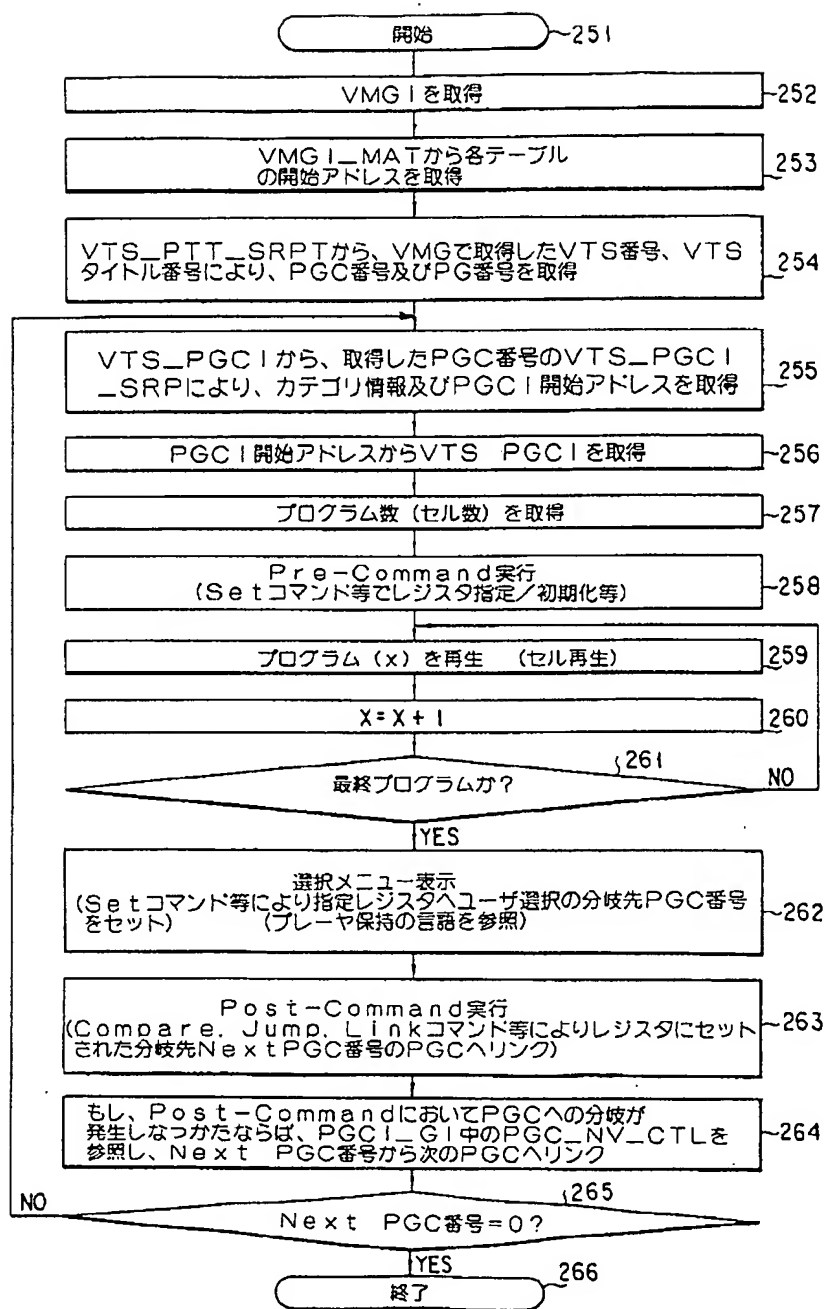 開始
251
VMGIを取得
252
VMGI_MATから各テーブル
の開始アドレスを取得
253
VTS_PTT_SRPTから、VMGで取得したVTS番号、VTS
タイトル番号により、PGC番号及びPG番号を取得
254
VTS_PGCIから、取得したPGC番号のVTS_PGCI
_SRPにより、カテゴリ情報及びPGCI開始アドレスを取得
255
PGCI開始アドレスからVTS PGCIを取得
256
プログラム数(セル数)を取得
257
Pre-Command実行
(Setコマンド等でレジスタ指定/初期化等)
258
プログラム(x)を再生 (セル再生)
259
X=X+1
260
261
最終プログラムか?
NO
YES
選択メニュー表示
(Setコマンド等により指定レジスタへユーザ選択の分岐先PGC番号
をセット) (プレーヤ保持の言語を参照)
262
Post-Command実行
(Compare、Jump、Linkコマンド等によりレジスタにセット
された分岐先NextPGC番号のPGCへリンク)
263
もし、Post-CommandにおいてPGCへの分岐が
発生しなつかたならば、PGCI_GI中のPGC_NV_CTLを
参照し、Next PGC番号から次のPGCへリンク
264
265
NO
Next PGC番号=0?
YES
終了
266